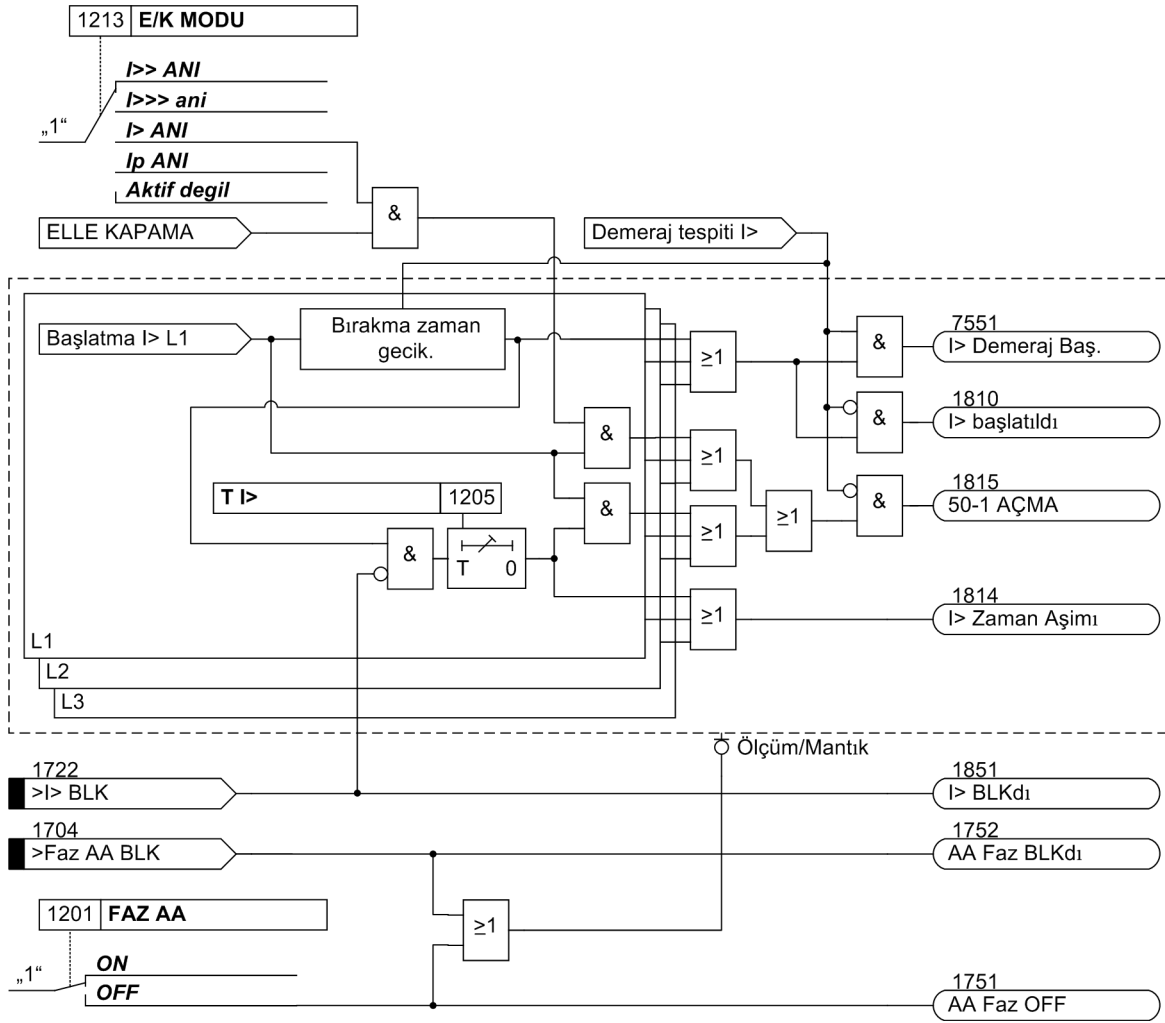 1213 E/K MODU
I>> ANI
I>>> ani
„1“
I> ANI
Ip ANI
Aktif degil
&
ELLE KAPAMA
Demeraj tespiti I>
Başlatma I> L1
Bırakma zaman
gecik.
≥1
&
7551
I> Demeraj Baş.
&
1810
I> başlatıldı
&
≥1
T I> 1205
&
≥1
≥1
&
1815
50-1 AÇMA
&
T 0
≥1
1814
I> Zaman Aşimı
L1
L2
L3
Ölçüm/Mantık
1722
>I> BLK
1851
I> BLKdı
1704
>Faz AA BLK
1752
AA Faz BLKdı
1201 FAZ AA
≥1
„1“
ON
OFF
1751
AA Faz OFF